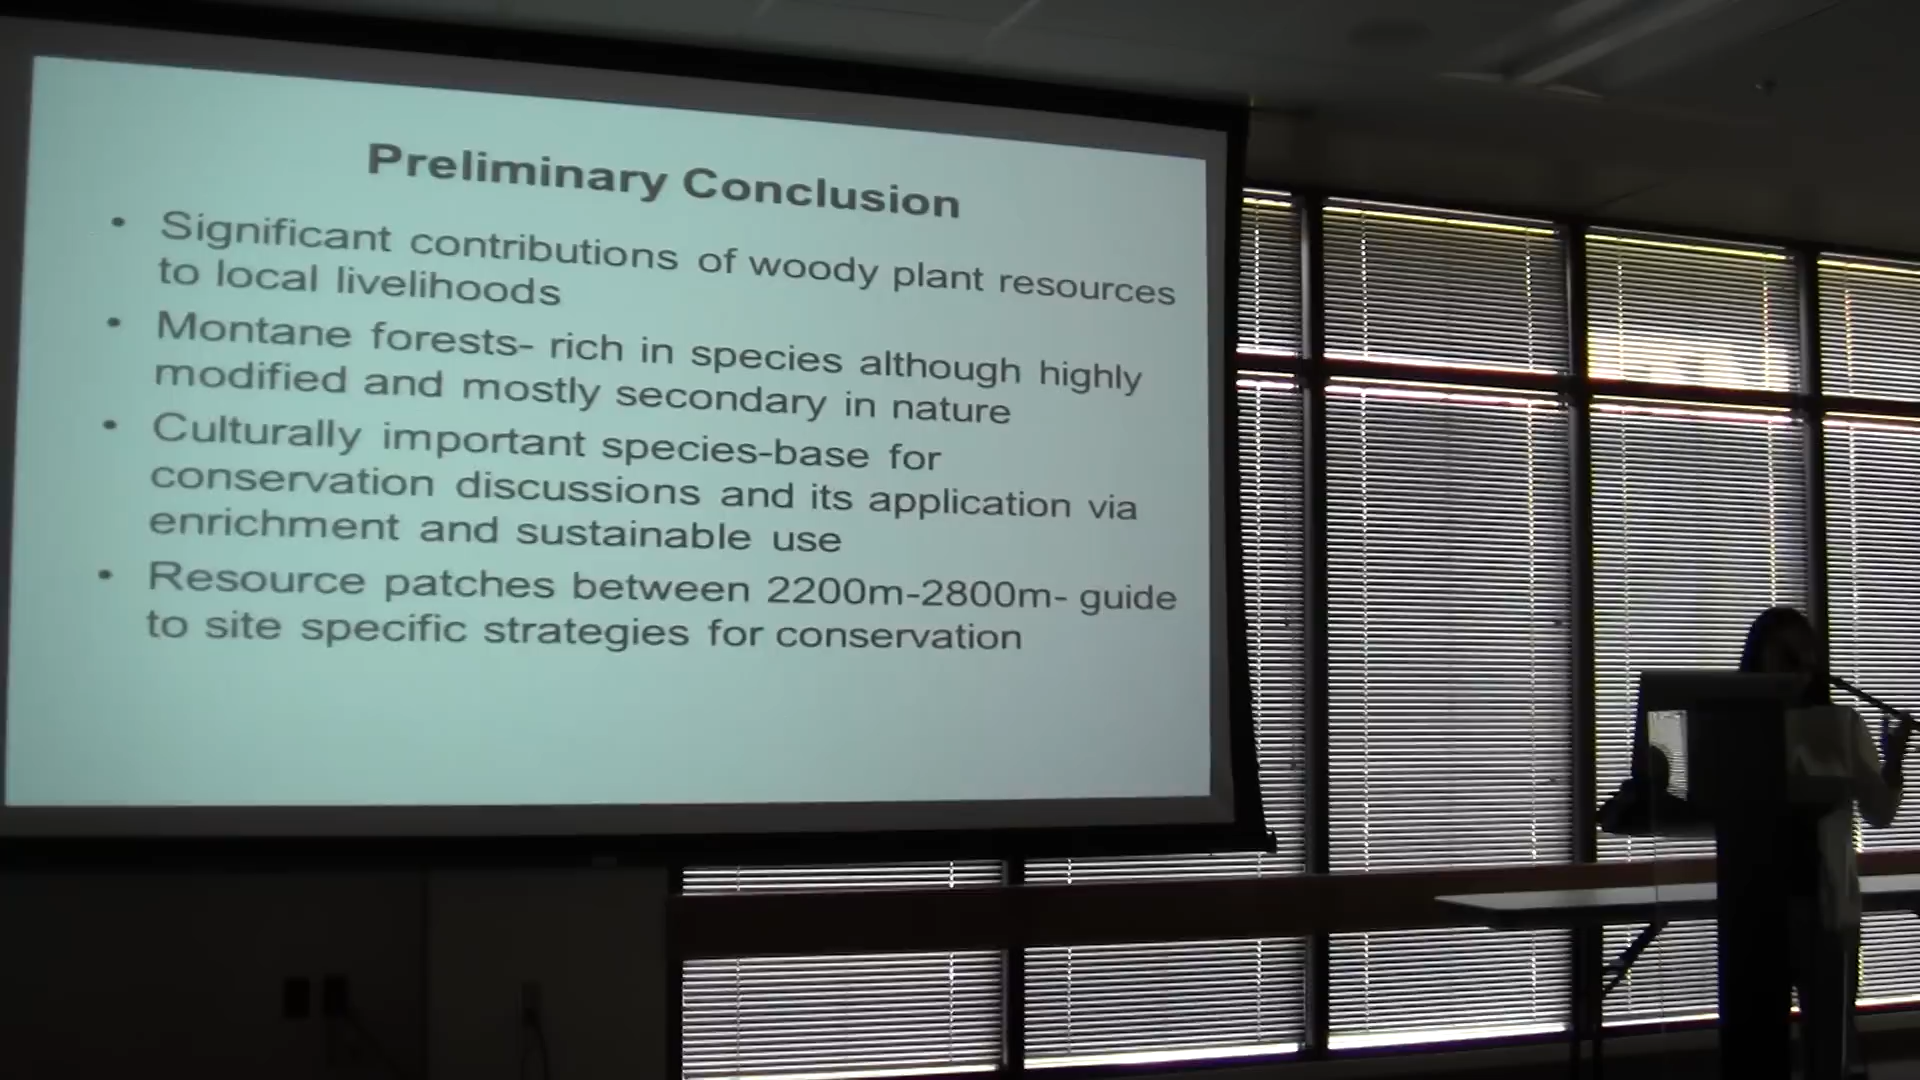 Preliminary Conclusion
• Significant contributions of woody plant resources
to local livelihoods
• Montane forests- rich in species although highly
modified and mostly secondary in nature
• Culturally important species-base for
conservation discussions and its application via
enrichment and sustainable use
• Resource patches between 2200m-2800m- guide
to site specific strategies for conservation